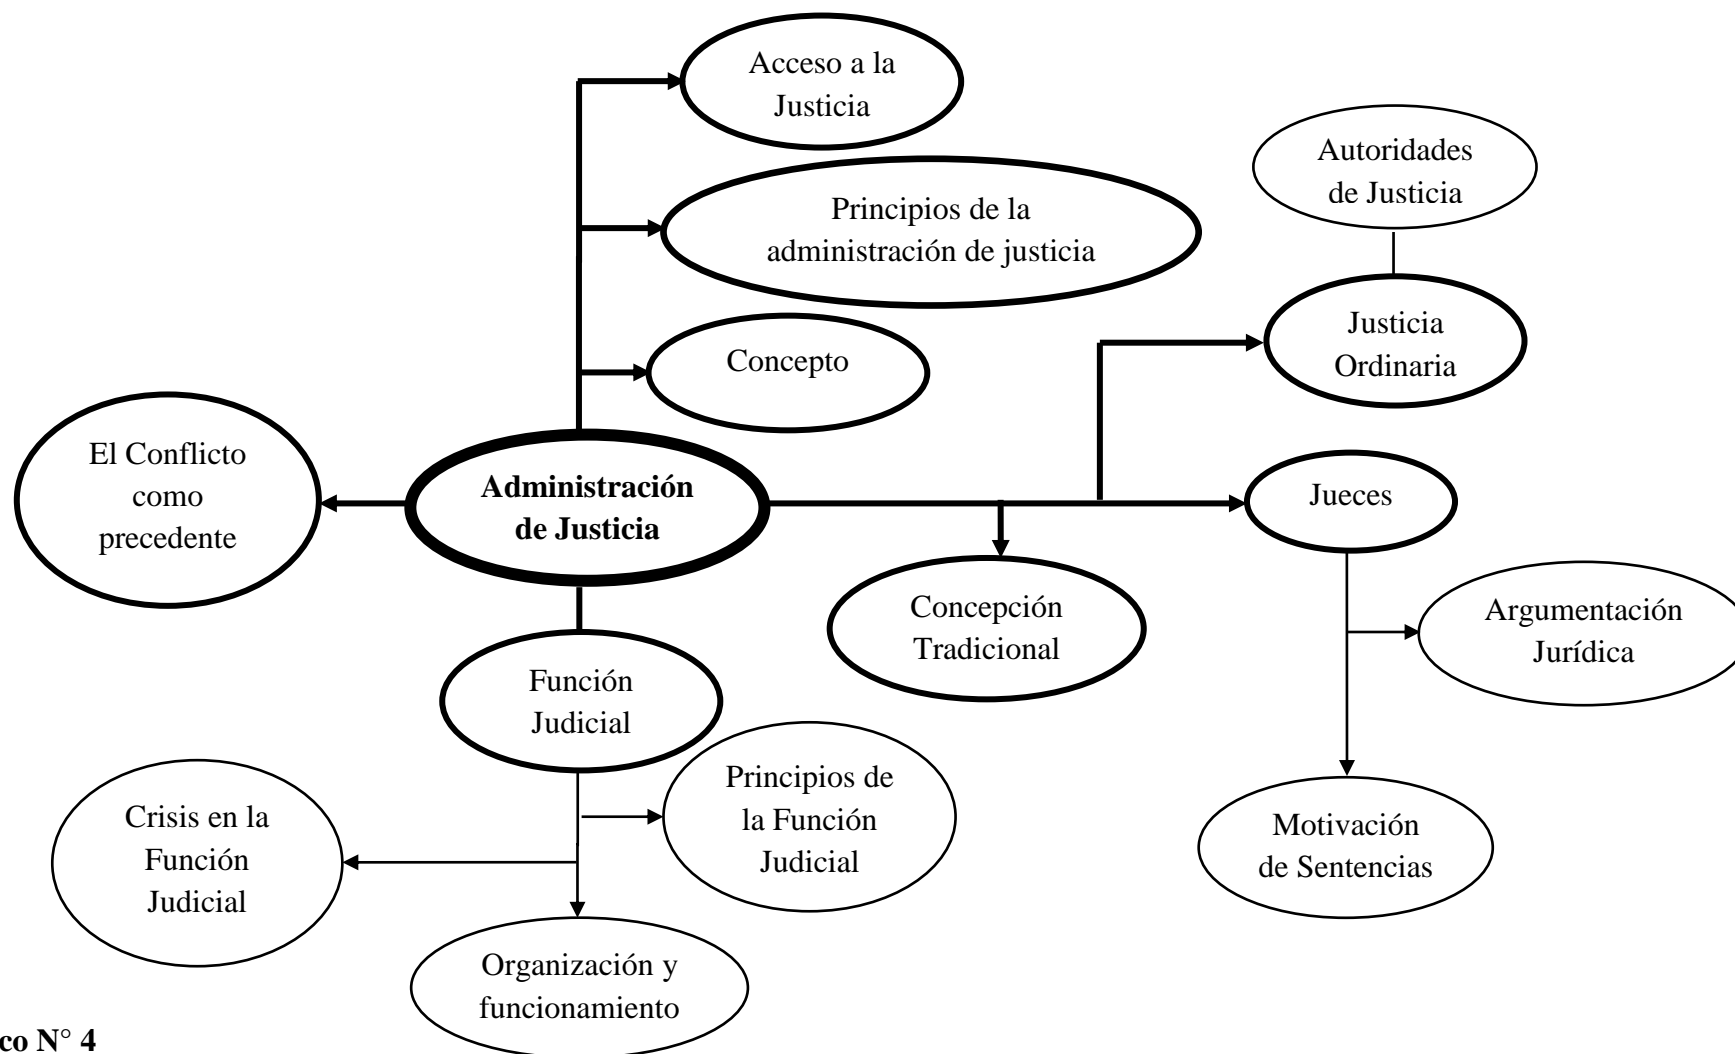 Acceso a la
Justicia
Autoridades
de Justicia
Principios de la
administración de justicia
Justicia
Ordinaria
Concepto
El Conflicto
como
precedente
Administración
de Justicia
Jueces
Concepción
Tradicional
Argumentación
Jurídica
Función
Judicial
Principios de
la Función
Judicial
Crisis en la
Función
Judicial
Motivación
de Sentencias
Organización y
funcionamiento
N° 4